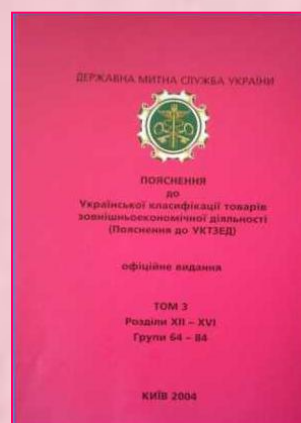 ДЕРЖАВНА МИТНА СЛУЖБА УКРАЇНИ
ПОЯСНЕННЯ
до
Української класифікації товарів
зовнішньоекономічної діяльності
(Пояснення до УКТЗЕД)
офіційне видання
ТОМ 3
Розділи XII – XVI
Групи 64 – 84
КИЇВ 2004